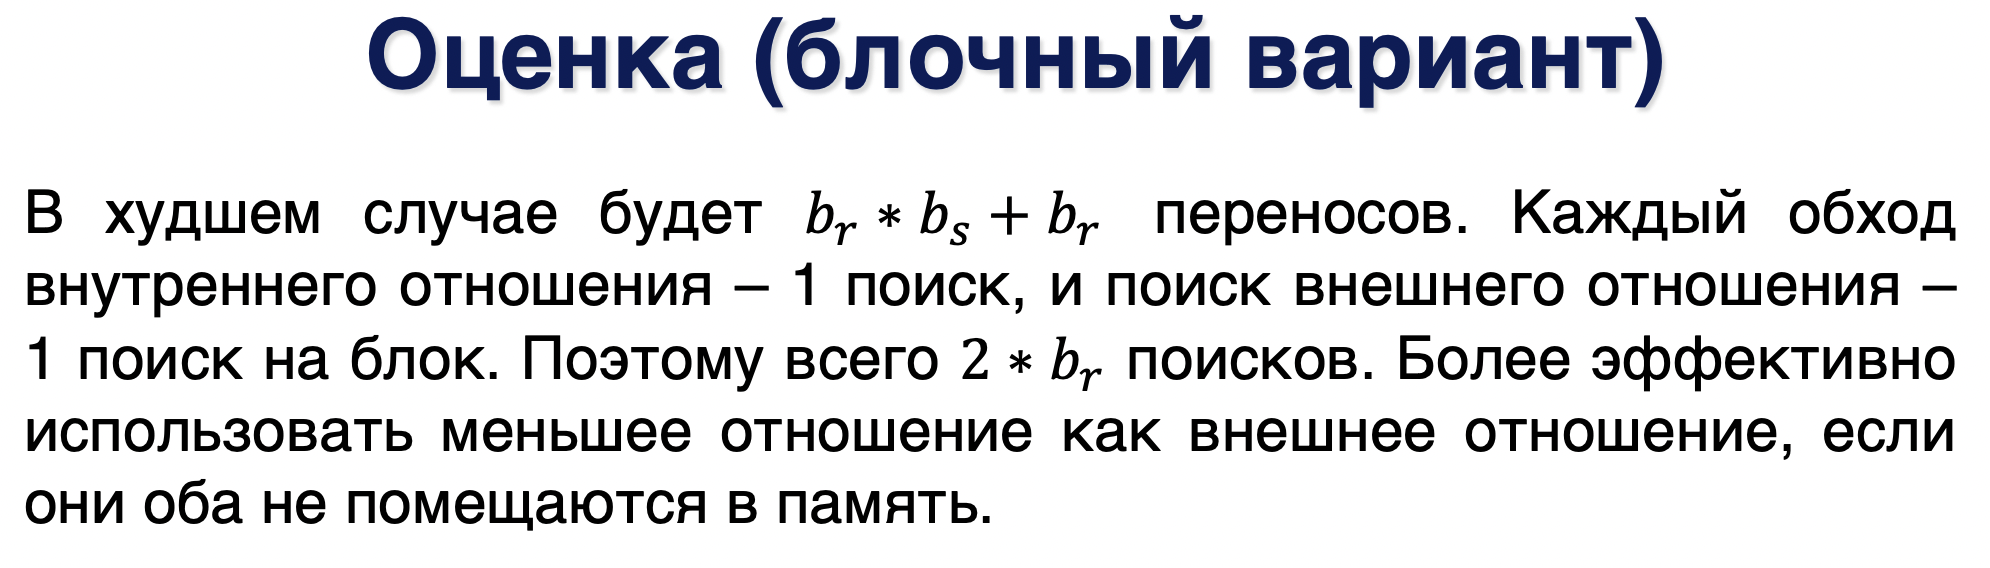 Оценка (блочный вариант)
В худшем случае будет $b_r * b_s + b_r$ переносов. Каждый обход
внутреннего отношения – 1 поиск, и поиск внешнего отношения –
1 поиск на блок. Поэтому всего $2 * b_r$ поисков. Более эффективно
использовать меньшее отношение как внешнее отношение, если
они оба не помещаются в память.